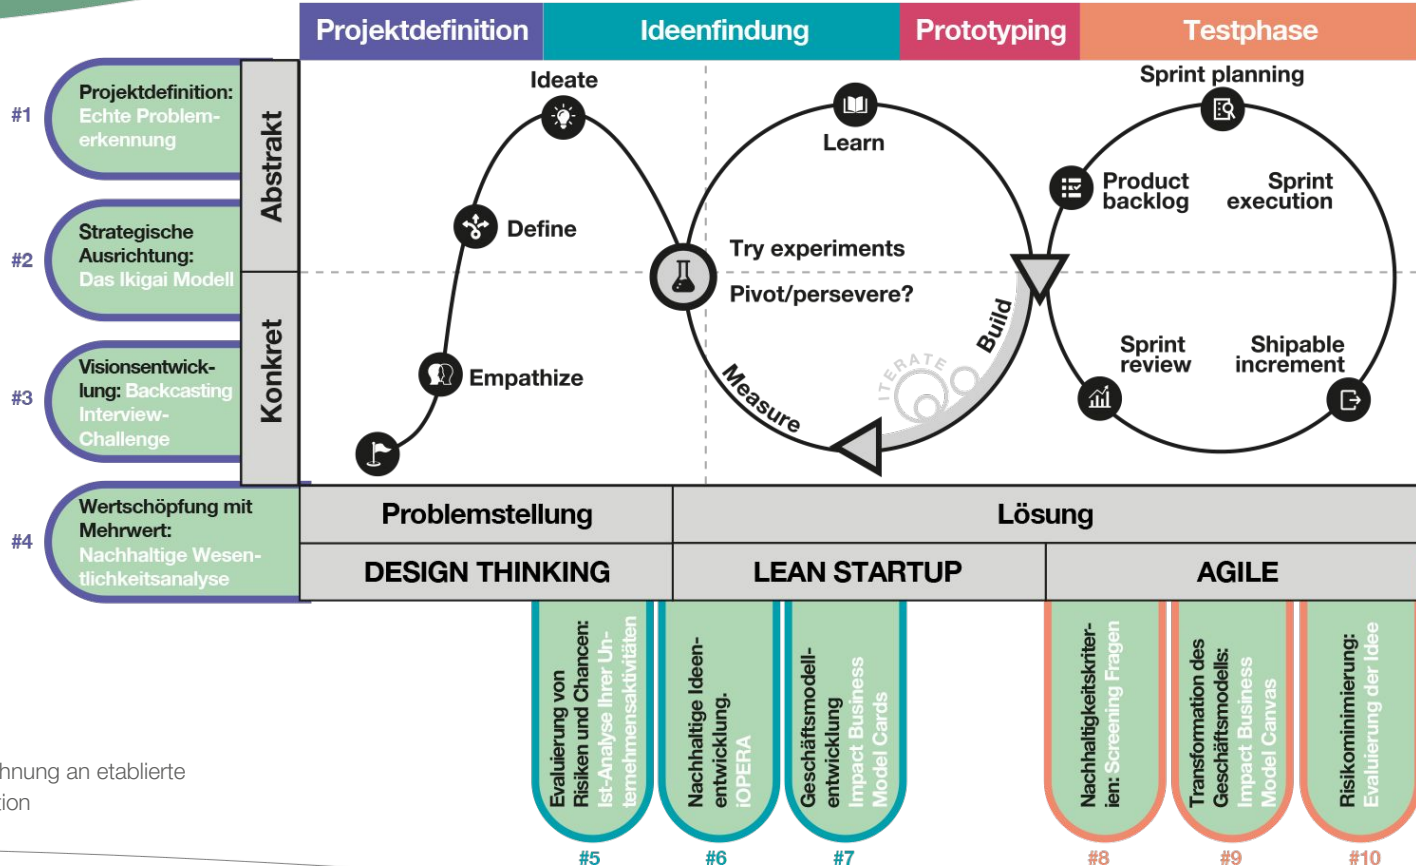 Projektdefinition
Ideenfindung
Prototyping
Testphase
#1
Projektdefinition:
Echte Problem-
erkennung
#2
Strategische
Ausrichtung:
Das Ikigai Modell
#3
Visionsentwick-
lung: Backcasting
Interview-
Challenge
#4
Wertschöpfung mit
Mehrwert:
Nachhaltige Wesen-
tlichkeitsanalyse
Abstrakt
Konkret
Ideate
Define
Empathize
Learn
Try experiments
Pivot/persevere?
Measure
ITERATE
Build
Sprint planning
Product
backlog
Sprint
execution
Sprint
review
Shipable
increment
Problemstellung
Lösung
DESIGN THINKING
LEAN STARTUP
AGILE
Evaluierung von
Risiken und Chancen:
Ist-Analyse Ihrer Un-
ternehmensaktivitäten
#5
Nachhaltige Ideen-
entwicklung.
iOPERA
#6
Geschäftsmodell-
entwicklung
Impact Business
Model Cards
#7
Nachhaltigkeitskriter-
ien: Screening Fragen
#8
Transformation des
Geschäftsmodells:
Impact Business
Model Canvas
#9
Risikominimierung:
Evaluierung der Idee
#10
hnung an etablierte
tion